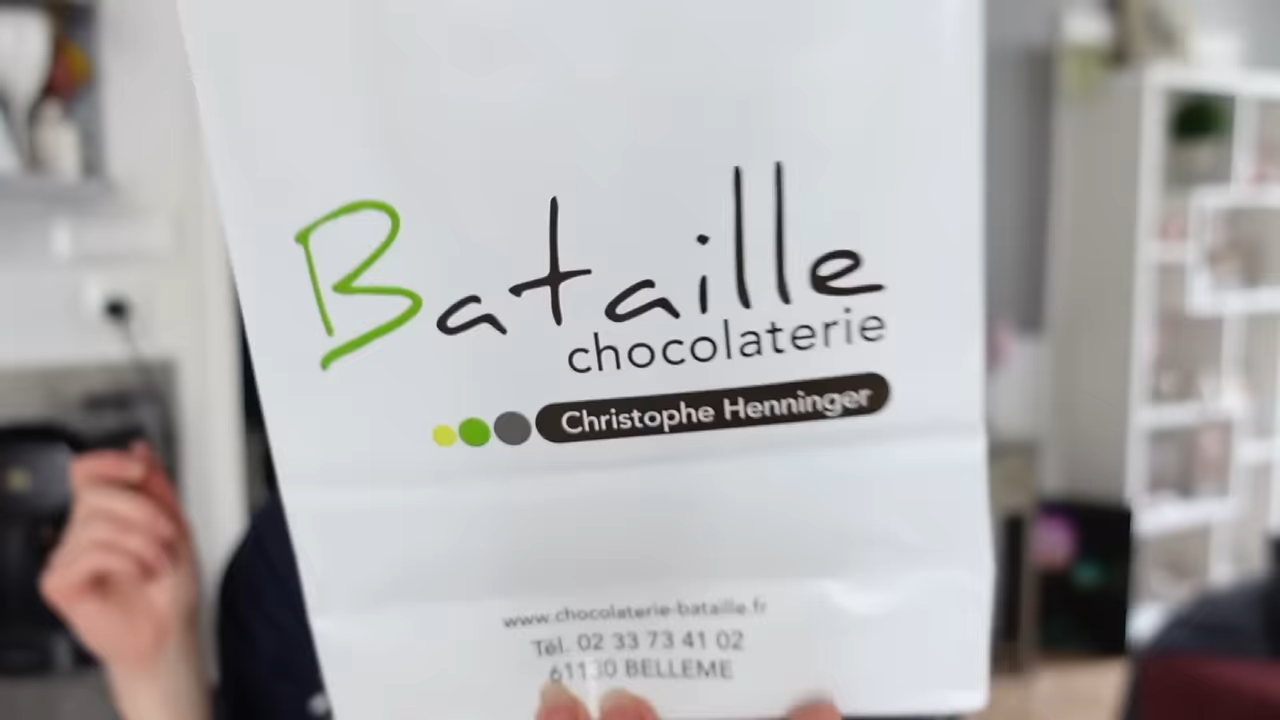 Bataille
chocolaterie
Christophe Henninger
www.chocolaterie-bataille.fr
Tél. 02 33 73 41 02
BELLEME